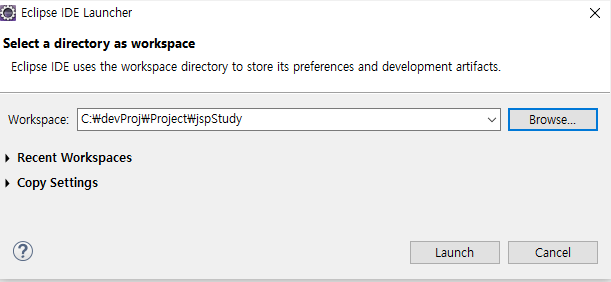 Eclipse IDE Launcher
Select a directory as workspace
Eclipse IDE uses the workspace directory to store its preferences and development artifacts.
Workspace: C:₩devProj₩Project₩jspStudy Browse...
Recent Workspaces
Copy Settings
? Launch Cancel